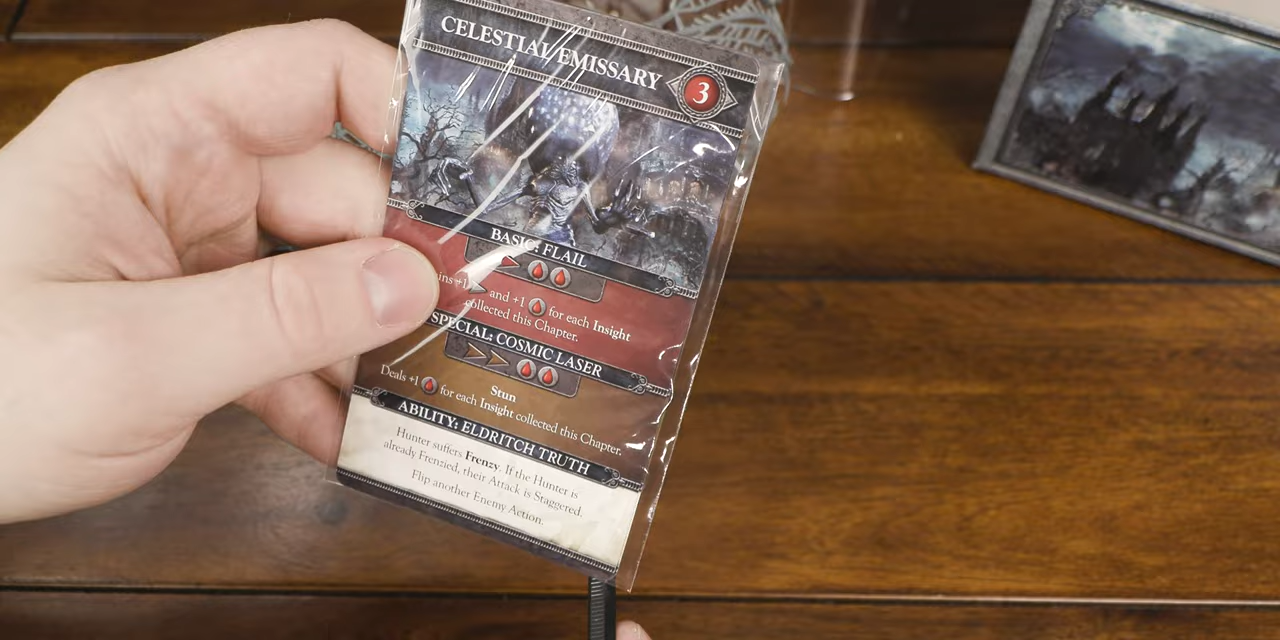 CELESTIAL EMISSARY
3
BASIC: FLAIL
+1 and +1 for each Insight
collected this Chapter.
SPECIAL: COSMIC LASER
Stun
Deals +1 for each Insight collected this Chapter.
ABILITY: ELDRITCH TRUTH
Hunter suffers Frenzy. If the Hunter is
already Frenzied, their Attack is Staggered.
Flip another Enemy Action.